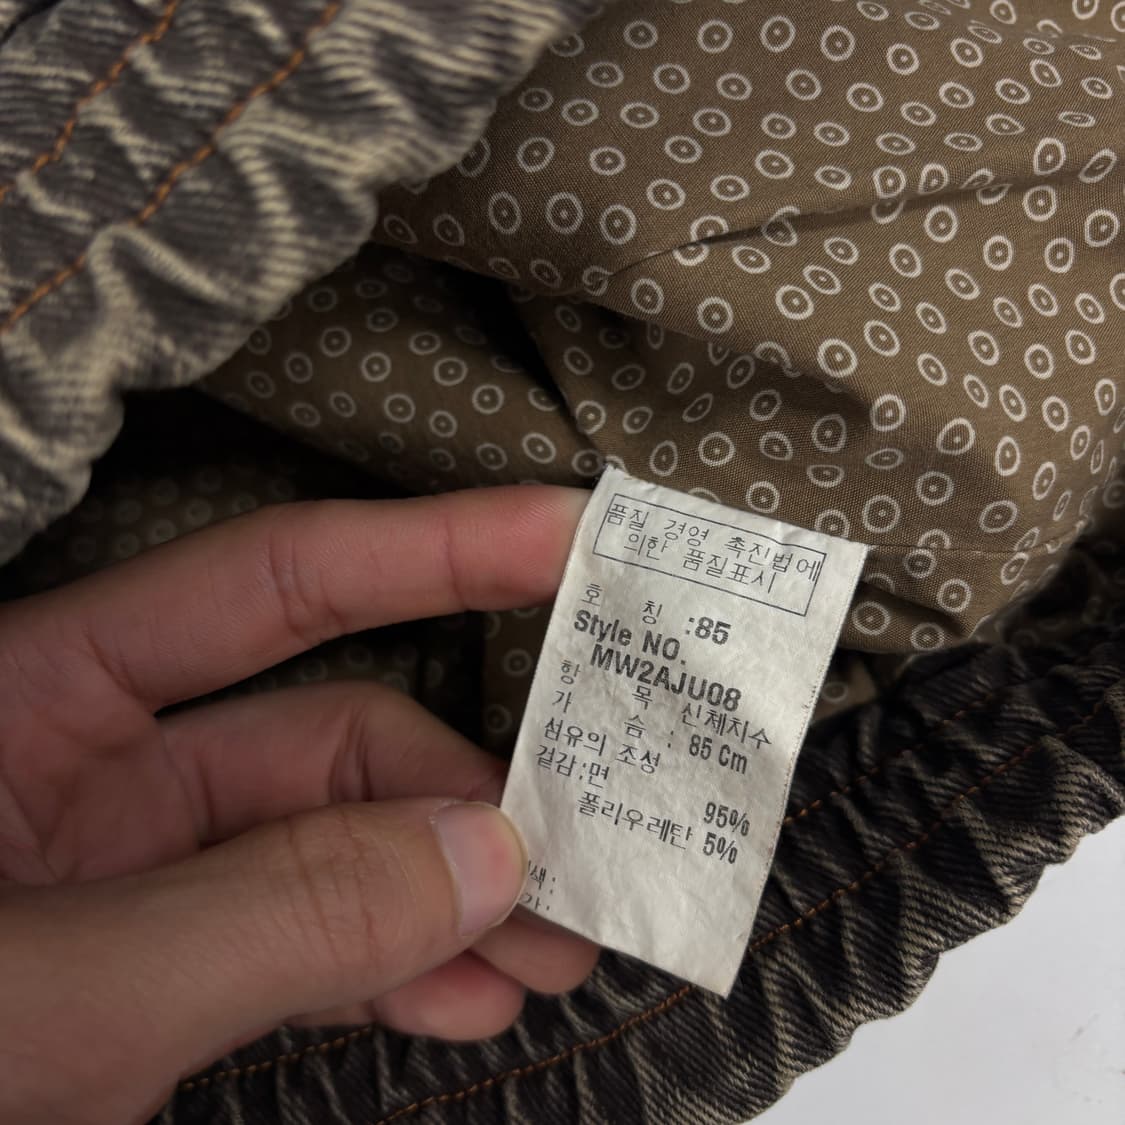 품질 경영 촉진법에
의한 품질표시
호 칭 :85
Style NO.
MW2AJU08
항 목 신체치수
가 슴 : 85 Cm
섬유의 조성
겉감:면 95%
폴리우레탄 5%